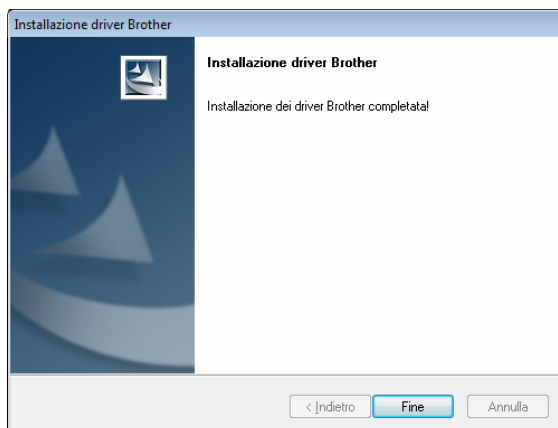 Installazione driver Brother
Installazione driver Brother
Installazione dei driver Brother completata!
< Indietro Fine Annulla